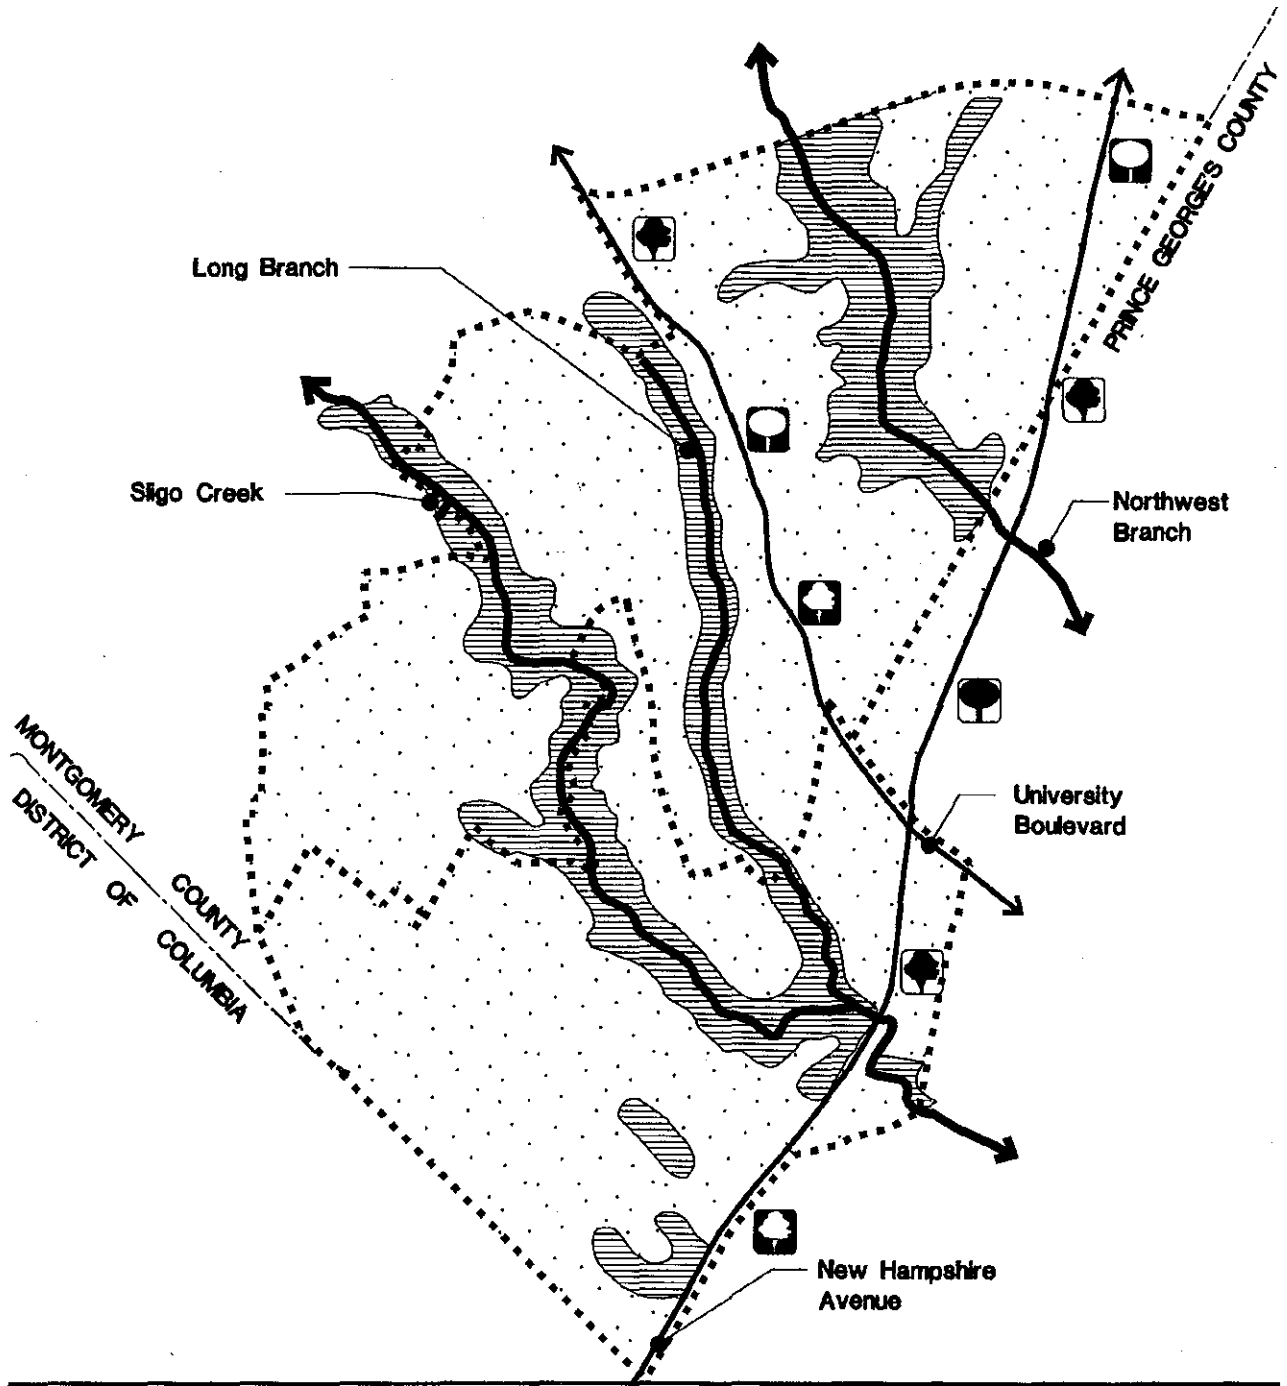 PRINCE GEORGE'S COUNTY
Long Branch
Sligo Creek
Northwest
Branch
MONTGOMERY COUNTY
DISTRICT OF COLUMBIA
University
Boulevard
New Hampshire
Avenue